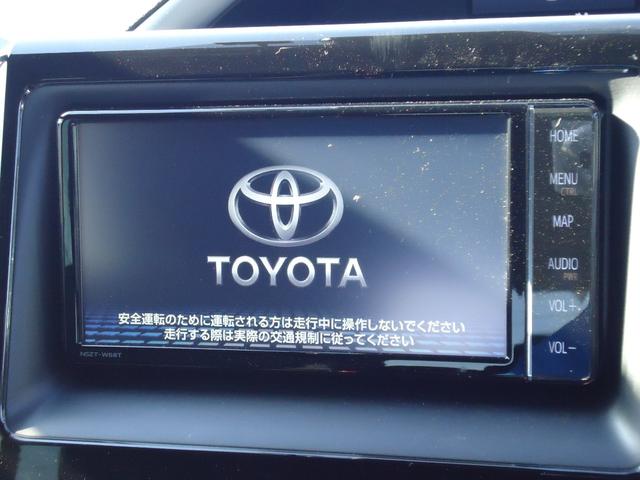 TOYOTA
安全運転のために運転される方は走行中に操作しないでください
走行する際は実際の交通規制に従ってください
NSZT-W68T
HOME
MENU
CTRL
MAP
AUDIO
PWR
VOL+
VOL-